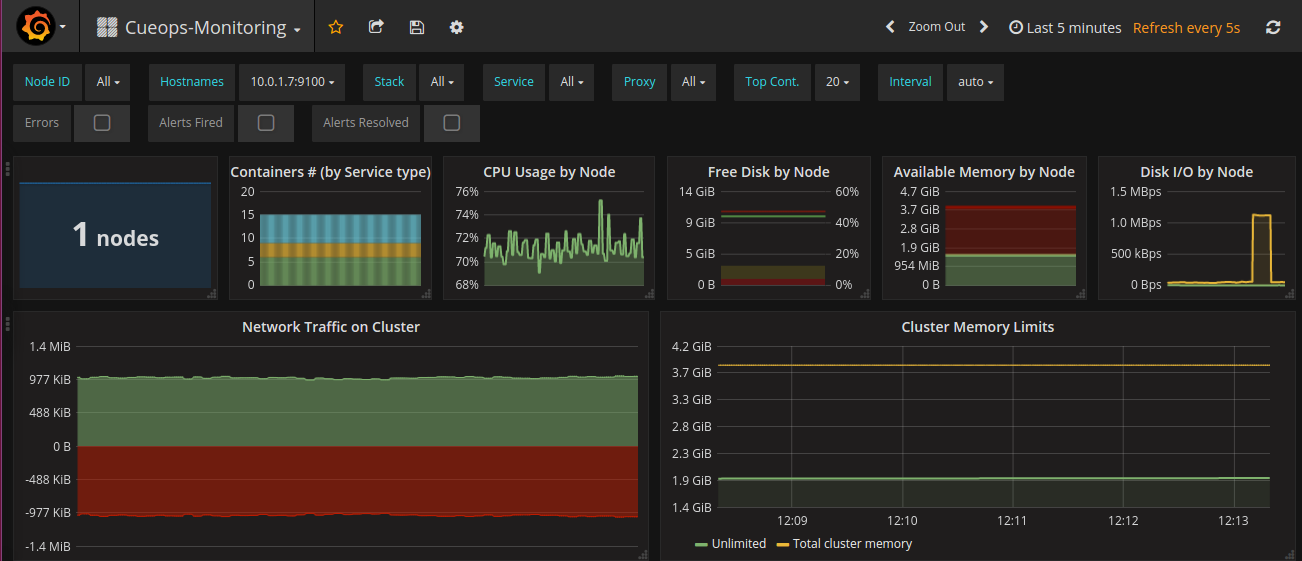 Cueops-Monitoring
Zoom Out
Last 5 minutes Refresh every 5s
Node ID All Hostnames 10.0.1.7:9100 Stack All Service All Proxy All Top Cont. 20 Interval auto
Errors Alerts Fired Alerts Resolved
1 nodes
Containers # (by Service type)
20
15
10
5
0
CPU Usage by Node
76%
74%
72%
70%
68%
Free Disk by Node
14 GiB 60%
9 GiB 40%
5 GiB 20%
0 B 0%
Available Memory by Node
4.7 GiB
3.7 GiB
2.8 GiB
1.9 GiB
954 MiB
0 B
Disk I/O by Node
1.5 MBps
1.0 MBps
500 kBps
0 Bps
Network Traffic on Cluster
1.4 MiB
977 KiB
488 KiB
0 B
-488 KiB
-977 KiB
-1.4 MiB
Cluster Memory Limits
4.2 GiB
3.7 GiB
3.3 GiB
2.8 GiB
2.3 GiB
1.9 GiB
1.4 GiB
12:09 12:10 12:11 12:12 12:13
Unlimited Total cluster memory